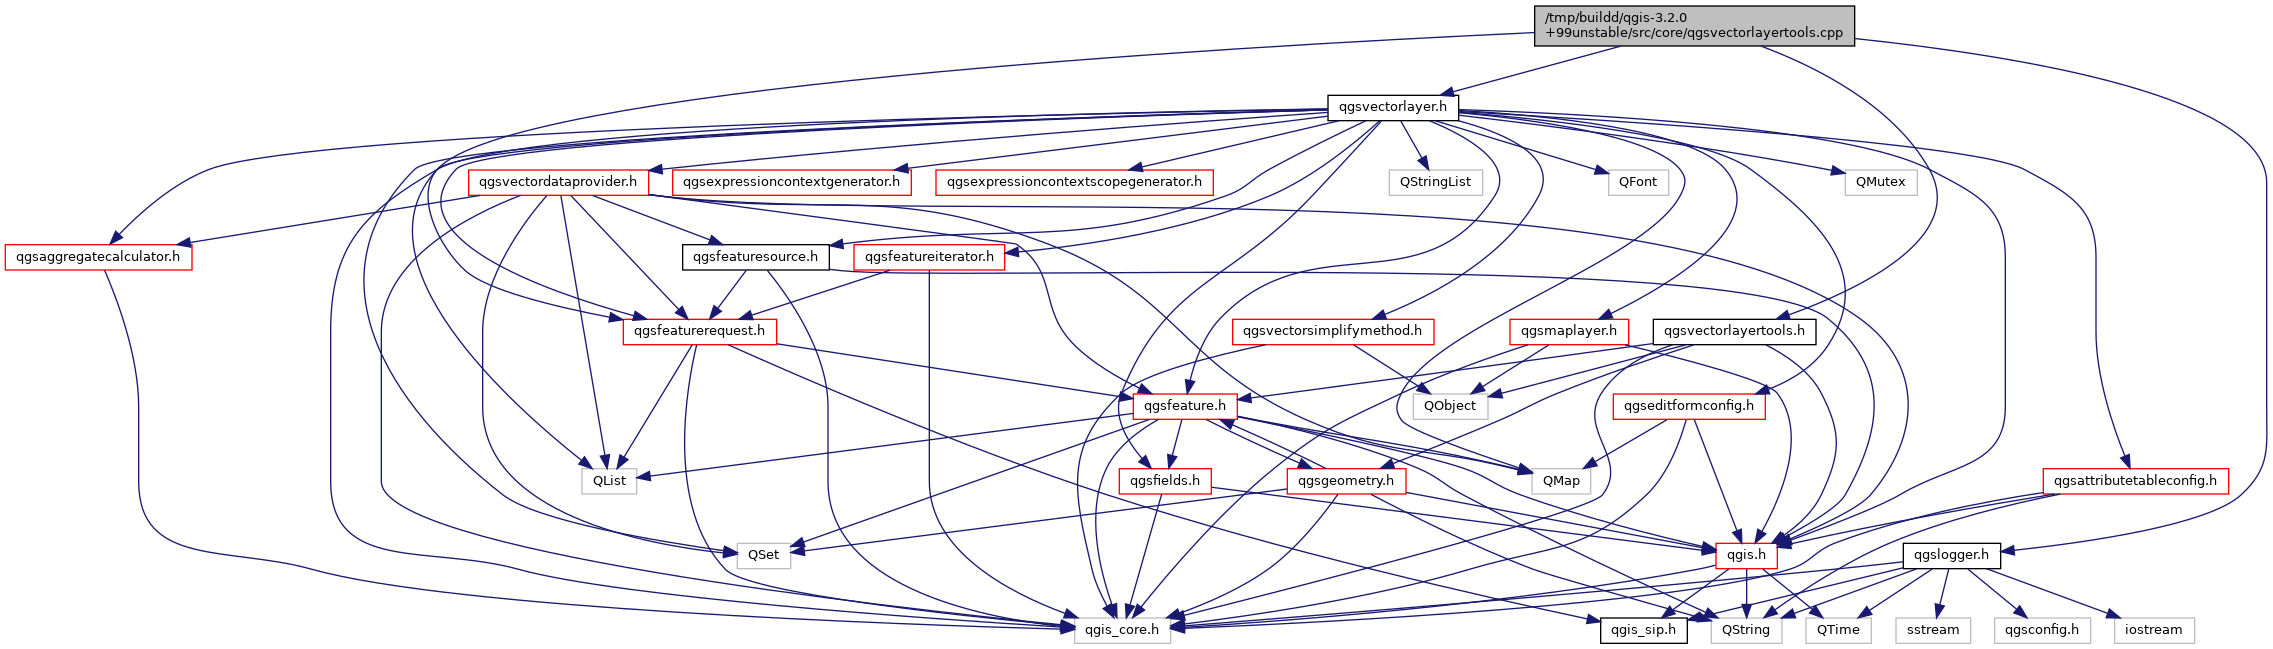 /tmp/buildd/qgis-3.2.0
+99unstable/src/core/qgsvectorlayertools.cpp
qgsvectorlayer.h
qgsvectordataprovider.h
qgsexpressioncontextgenerator.h
qgsexpressioncontextscopegenerator.h
QStringList
QFont
QMutex
qgsaggregatecalculator.h
qgsfeaturesource.h
qgsfeatureiterator.h
qgsfeaturerequest.h
qgsvectorsimplifymethod.h
qgsmaplayer.h
qgsvectorlayertools.h
qgsfeature.h
QObject
qgseditformconfig.h
QList
qgsfields.h
qgsgeometry.h
QMap
qgsattributetableconfig.h
QSet
qgis.h
qgslogger.h
qgis_core.h
qgis_sip.h
QString
QTime
sstream
qgsconfig.h
iostream